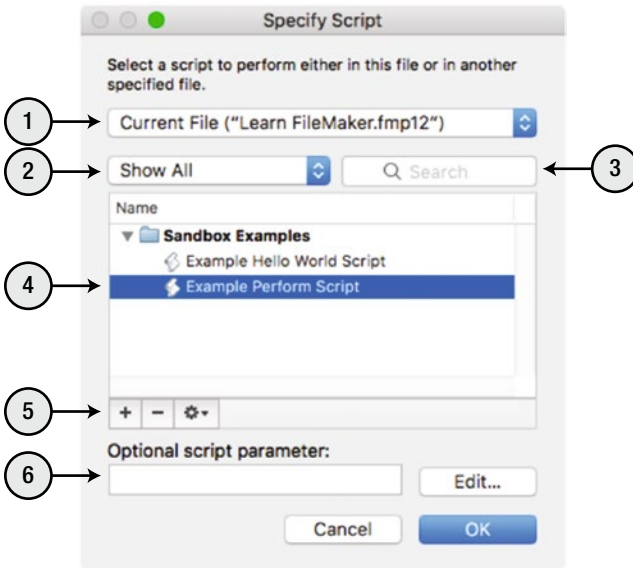 Specify Script
Select a script to perform either in this file or in another
specified file.
1
Current File (“Learn FileMaker.fmp12”)
2
Show All
Search
3
Name
Sandbox Examples
Example Hello World Script
4
Example Perform Script
5
+ −
Optional script parameter:
6
Edit...
Cancel
OK